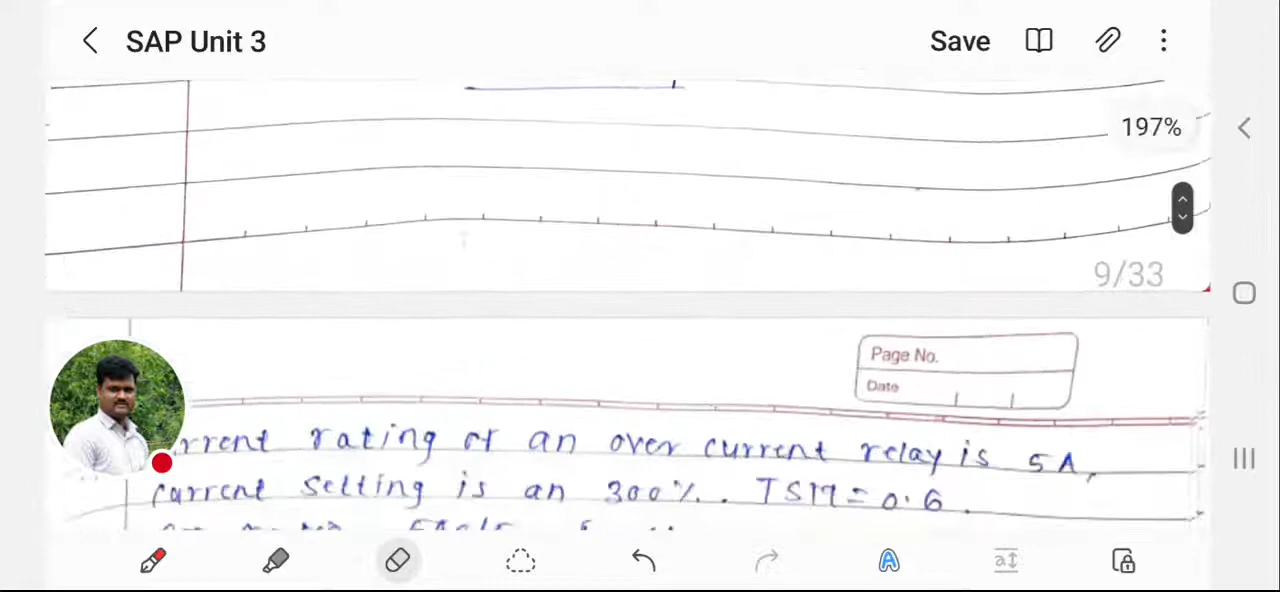 SAP Unit 3
Save
197%
9/33
Page No.
Date
rrent rating of an over current relay is 5A,
current setting is an 300%. TSM = 0.6.